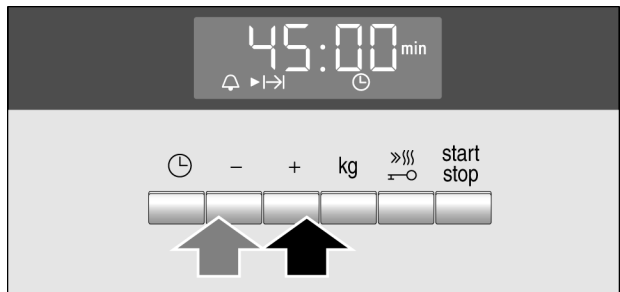 45:00 min
− + kg start
stop